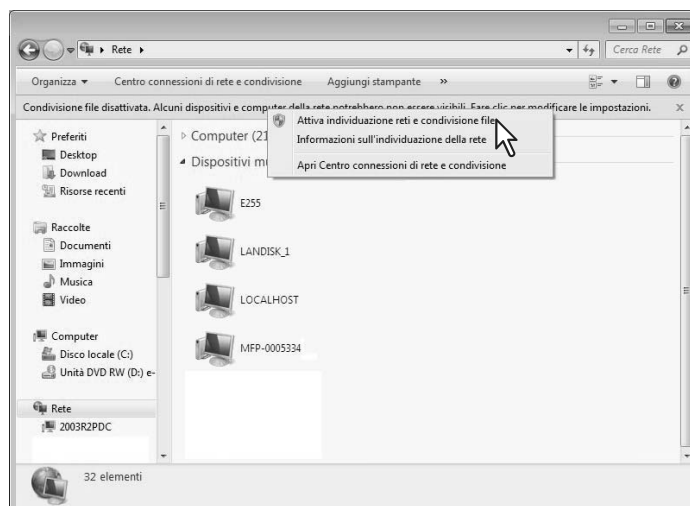 Rete
Cerca Rete
Organizza Centro connessioni di rete e condivisione Aggiungi stampante »
Condivisione file disattivata. Alcuni dispositivi e computer della rete potrebbero non essere visibili. Fare clic per modificare le impostazioni. x
Attiva individuazione reti e condivisione file
Informazioni sull'individuazione della rete
Apri Centro connessioni di rete e condivisione
Preferiti
Desktop
Download
Risorse recenti
Raccolte
Documenti
Immagini
Musica
Video
Computer
Disco locale (C:)
Unità DVD RW (D:) e-
Rete
2003R2PDC
Computer (21
Dispositivi mu
E255
LANDISK_1
LOCALHOST
MFP-0005334
32 elementi